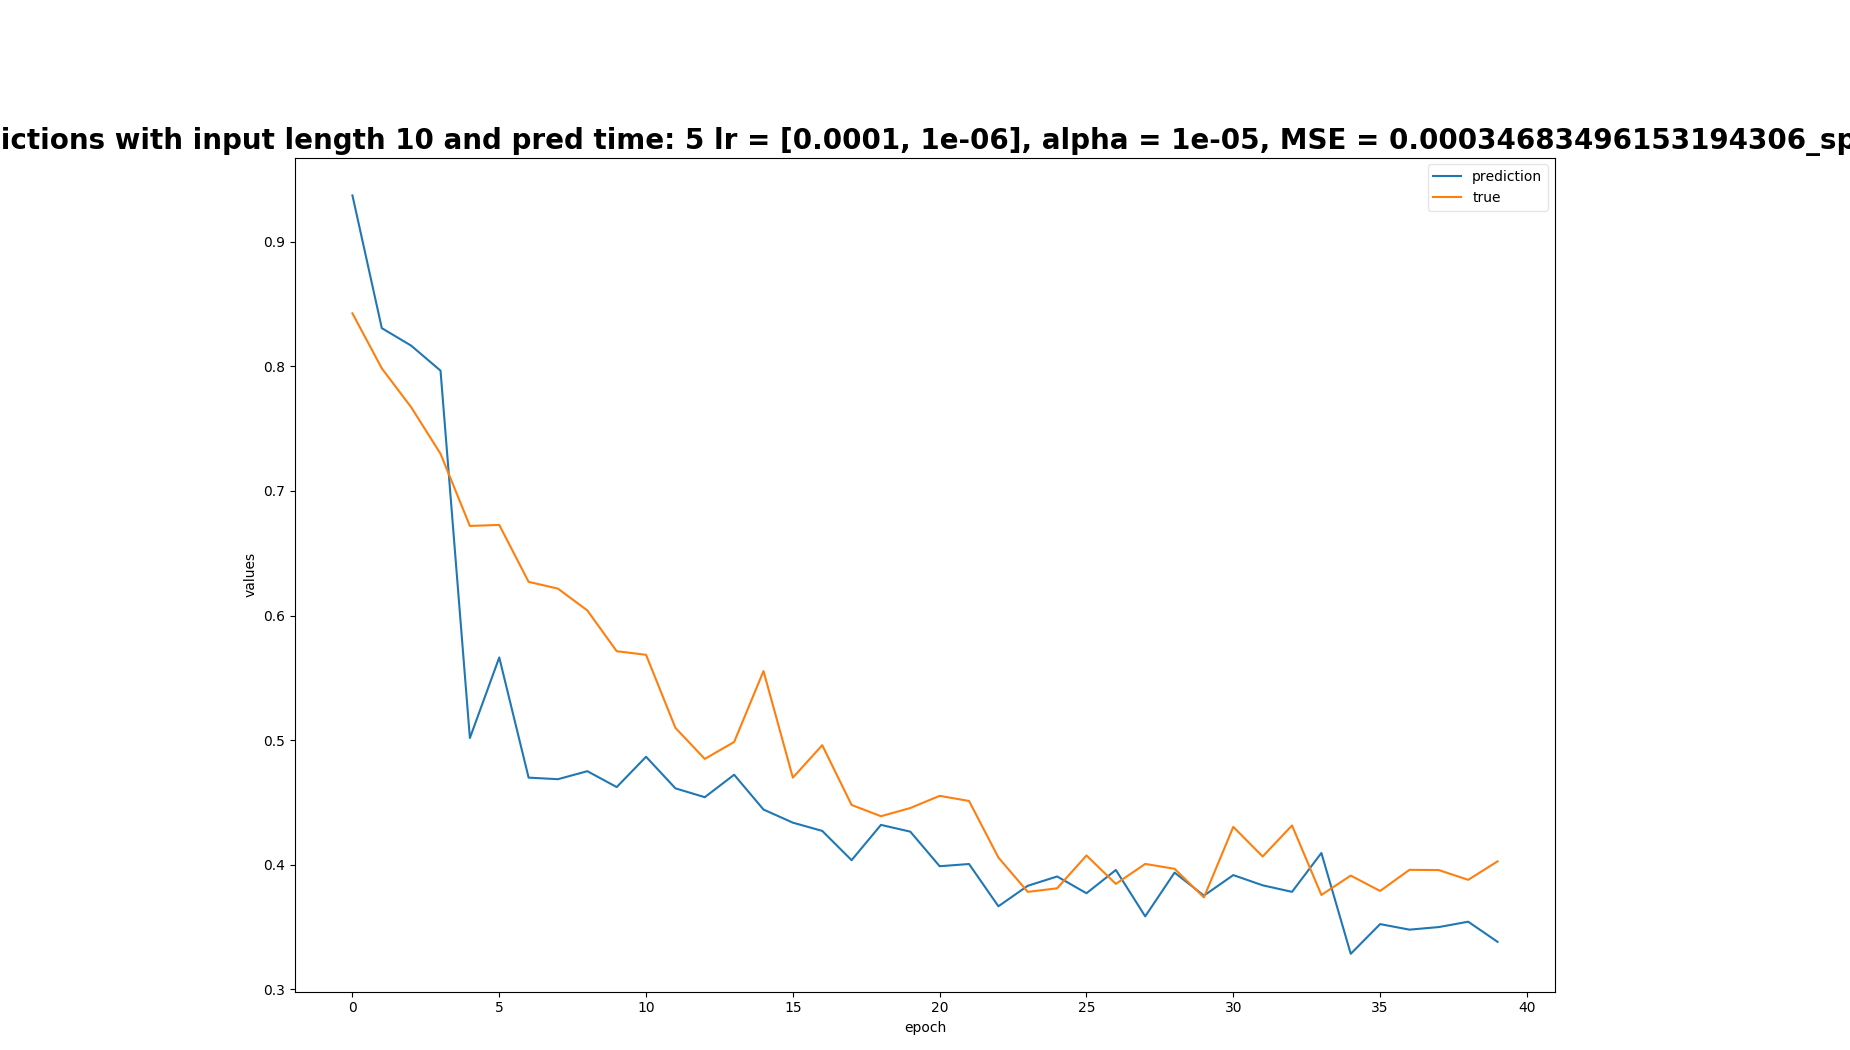 ictions with input length 10 and pred time: 5 lr = [0.0001, 1e-06], alpha = 1e-05, MSE = 0.00034683496153194306_sp
prediction
true
0.9
0.8
0.7
0.6
0.5
0.4
0.3
values
0 5 10 15 20 25 30 35 40
epoch